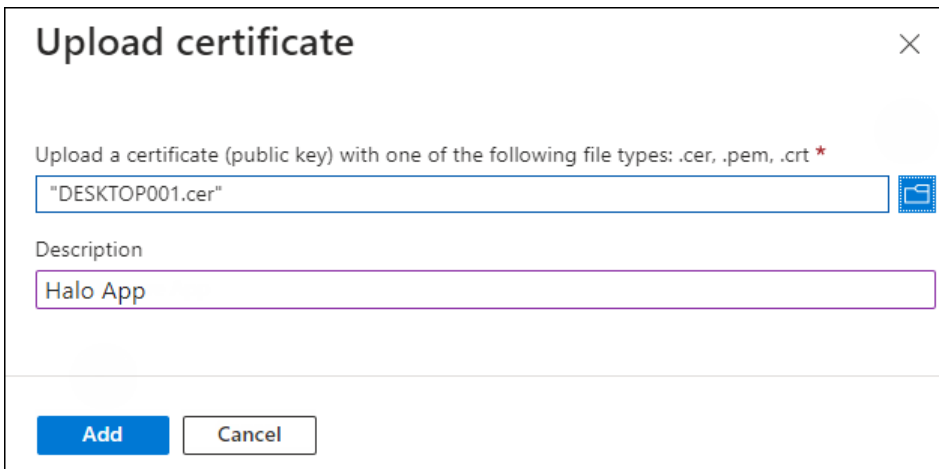 Upload certificate
Upload a certificate (public key) with one of the following file types: .cer, .pem, .crt *
"DESKTOP001.cer"
Description
Halo App
Add
Cancel